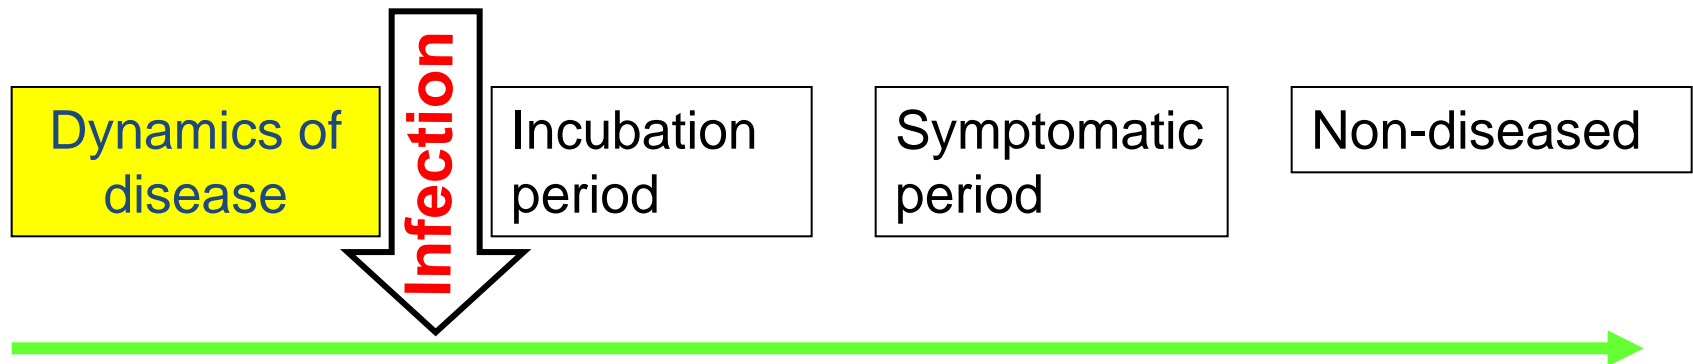 Dynamics of
disease
Infection
Incubation
period
Symptomatic
period
Non-diseased